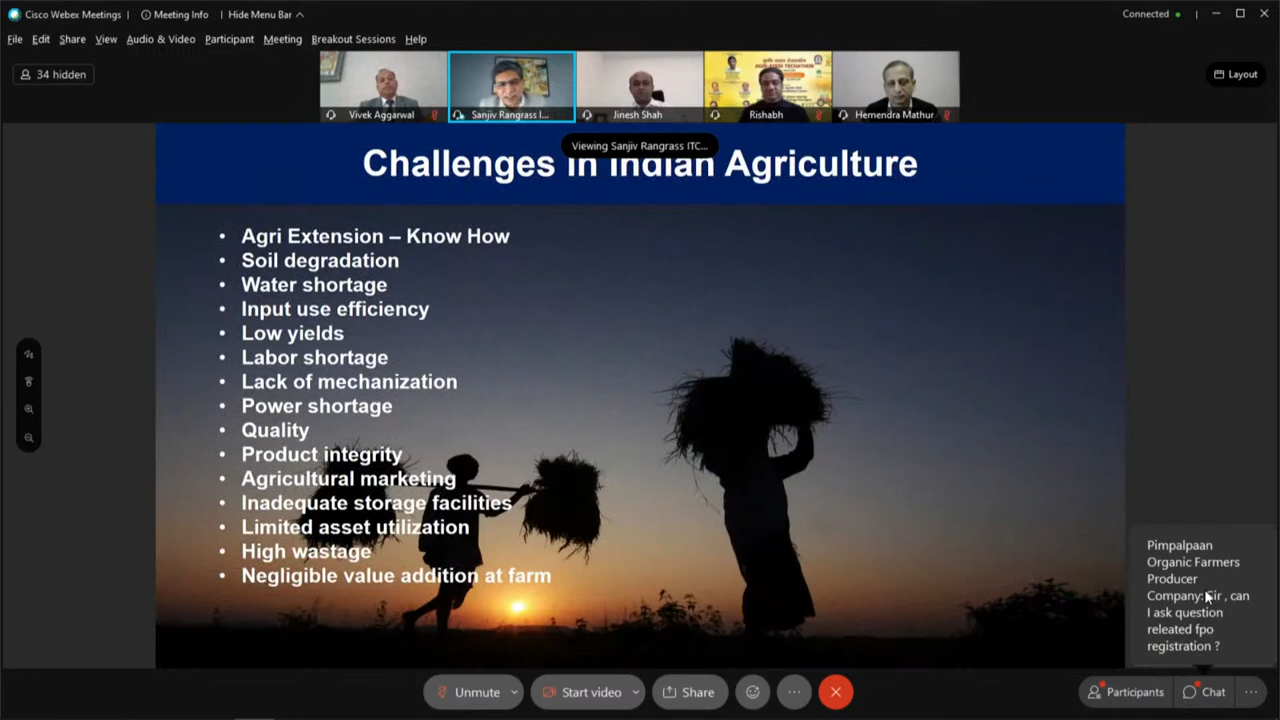 Cisco Webex Meetings
Meeting Info
Hide Menu Bar
Connected
File
Edit
Share
View
Audio & Video
Participant
Meeting
Breakout Sessions
Help
34 hidden
Layout
AGRI-FOOD TECHATHON
Vivek Aggarwal
Sanjiv Rangrass I...
Jinesh Shah
Rishabh
Hemendra Mathur
Viewing Sanjiv Rangrass ITC...
Challenges in Indian Agriculture
• Agri Extension – Know How
• Soil degradation
• Water shortage
• Input use efficiency
• Low yields
• Labor shortage
• Lack of mechanization
• Power shortage
• Quality
• Product integrity
• Agricultural marketing
• Inadequate storage facilities
• Limited asset utilization
• High wastage
• Negligible value addition at farm
Pimpalpaan
Organic Farmers
Producer
Company: Sir , can
I ask question
releated fpo
registration ?
Unmute
Start video
Share
Participants
Chat